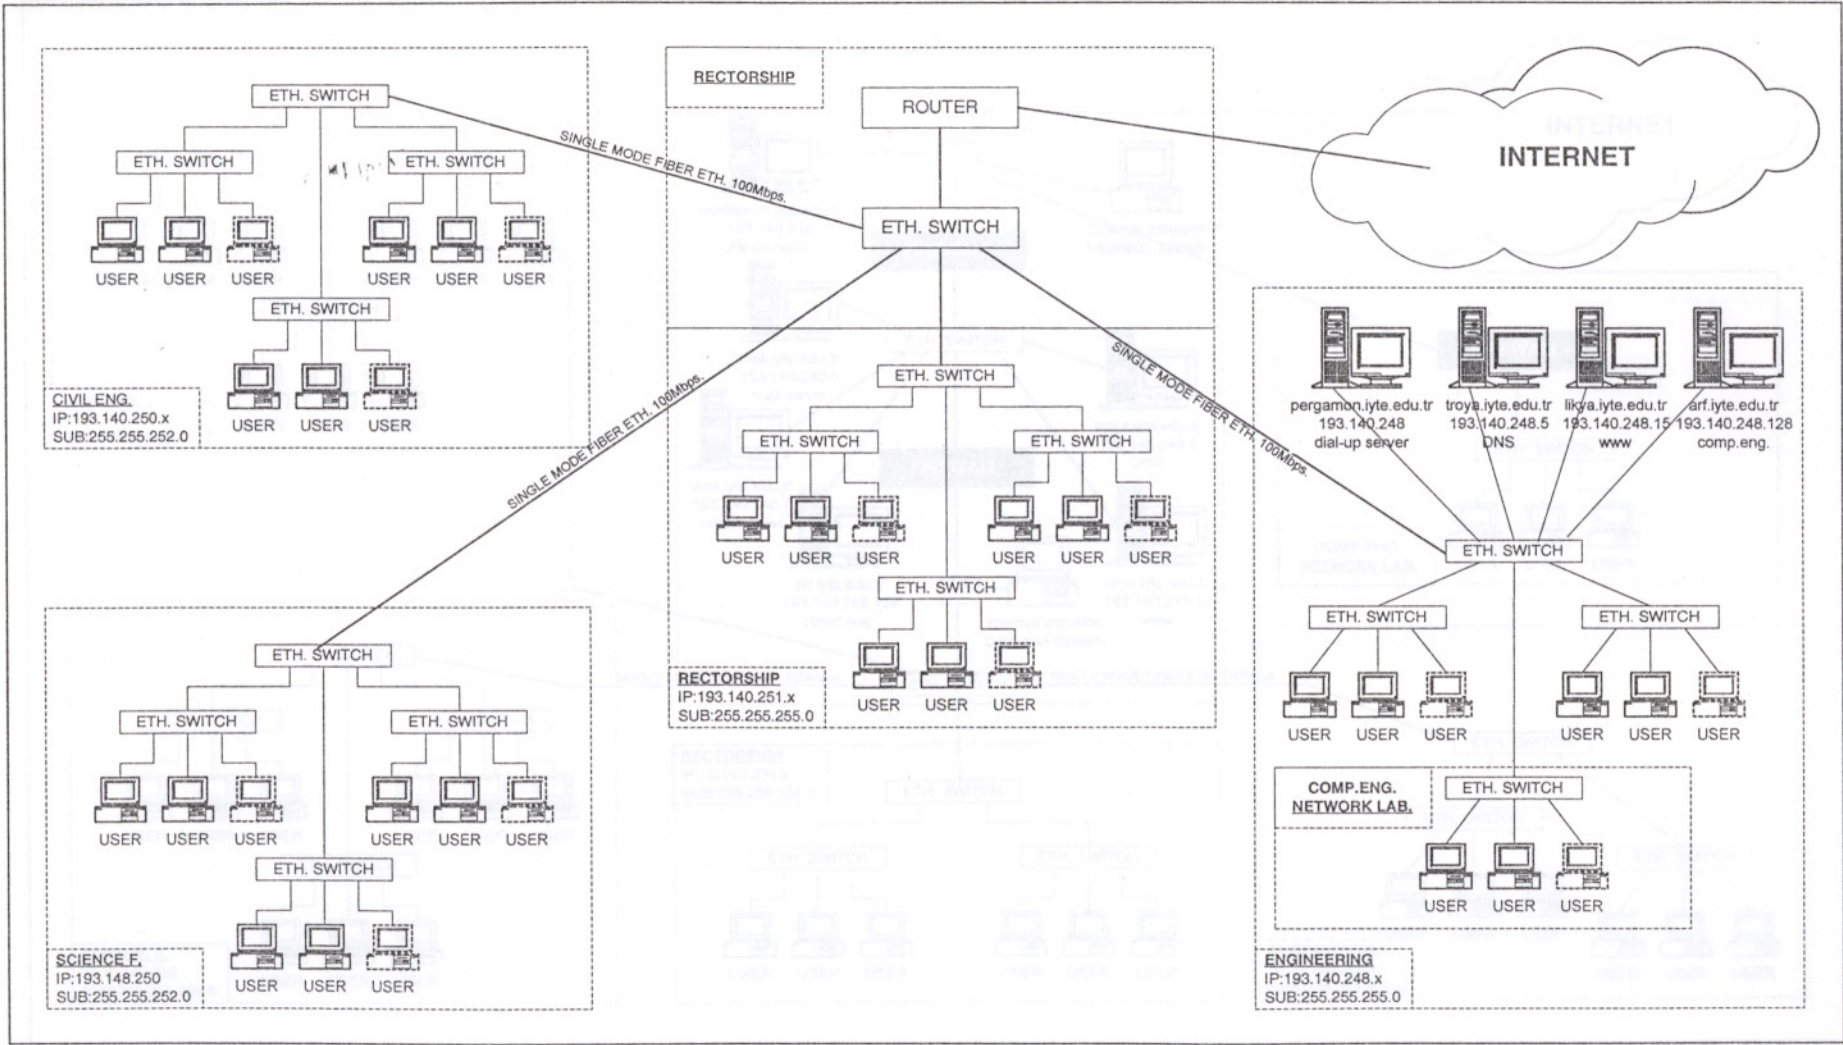 ETH. SWITCH
ETH. SWITCH
ETH. SWITCH
USER
USER
USER
USER
USER
USER
ETH. SWITCH
USER
USER
USER
CIVIL ENG.
IP:193.140.250.x
SUB:255.255.252.0
SINGLE MODE FIBER ETH. 100Mbps.
RECTORSHIP
ROUTER
ETH. SWITCH
INTERNET
INTERNET
SINGLE MODE FIBER ETH. 100Mbps.
SINGLE MODE FIBER ETH. 100Mbps.
ETH. SWITCH
ETH. SWITCH
ETH. SWITCH
USER
USER
USER
USER
USER
USER
ETH. SWITCH
USER
USER
USER
RECTORSHIP
IP:193.140.251.x
SUB:255.255.255.0
pergamon.iyte.edu.tr
193.140.248
dial-up server
troya.iyte.edu.tr
193.140.248.5
DNS
likya.iyte.edu.tr
193.140.248.15
www
arf.iyte.edu.tr
193.140.248.128
comp.eng.
ETH. SWITCH
ETH. SWITCH
ETH. SWITCH
USER
USER
USER
USER
USER
USER
COMP.ENG.
NETWORK LAB.
ETH. SWITCH
USER
USER
USER
ENGINEERING
IP:193.140.248.x
SUB:255.255.255.0
ETH. SWITCH
ETH. SWITCH
ETH. SWITCH
USER
USER
USER
USER
USER
USER
ETH. SWITCH
USER
USER
USER
SCIENCE F.
IP:193.148.250
SUB:255.255.252.0